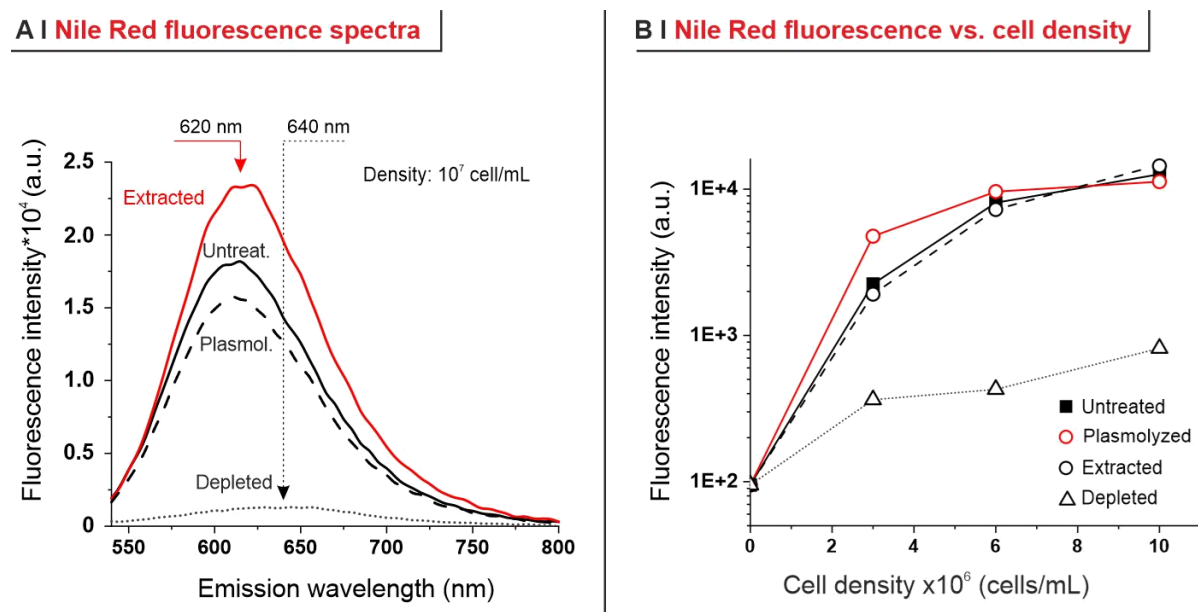 A I Nile Red fluorescence spectra
620 nm
640 nm
Density: 10⁷ cell/mL
Extracted
Untreat.
Plasmol.
Depleted
Fluorescence intensity*10⁴ (a.u.)
2.5
2.0
1.5
1.0
0.5
0
550
600
650
700
750
800
Emission wavelength (nm)
B I Nile Red fluorescence vs. cell density
Fluorescence intensity (a.u.)
1E+4
1E+3
1E+2
Untreated
Plasmolyzed
Extracted
Depleted
0
2
4
6
8
10
Cell density x10⁶ (cells/mL)